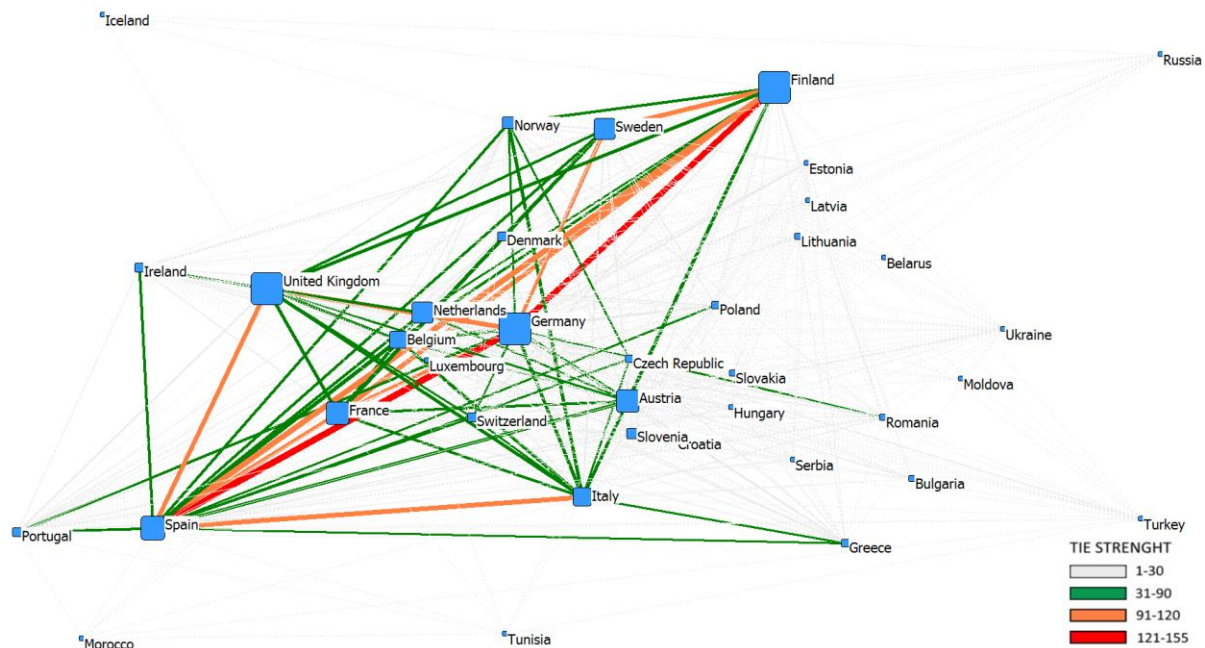 Iceland
Russia
Finland
Norway
Sweden
Estonia
Latvia
Lithuania
Denmark
Belarus
Ireland
United Kingdom
Netherlands
Germany
Poland
Ukraine
Belgium
Luxembourg
Czech Republic
Slovakia
Moldova
Austria
France
Switzerland
Hungary
Romania
Slovenia
Croatia
Serbia
Bulgaria
Italy
Spain
Portugal
Turkey
Greece
TIE STRENGHT
1-30
31-90
91-120
121-155
Morocco
Tunisia